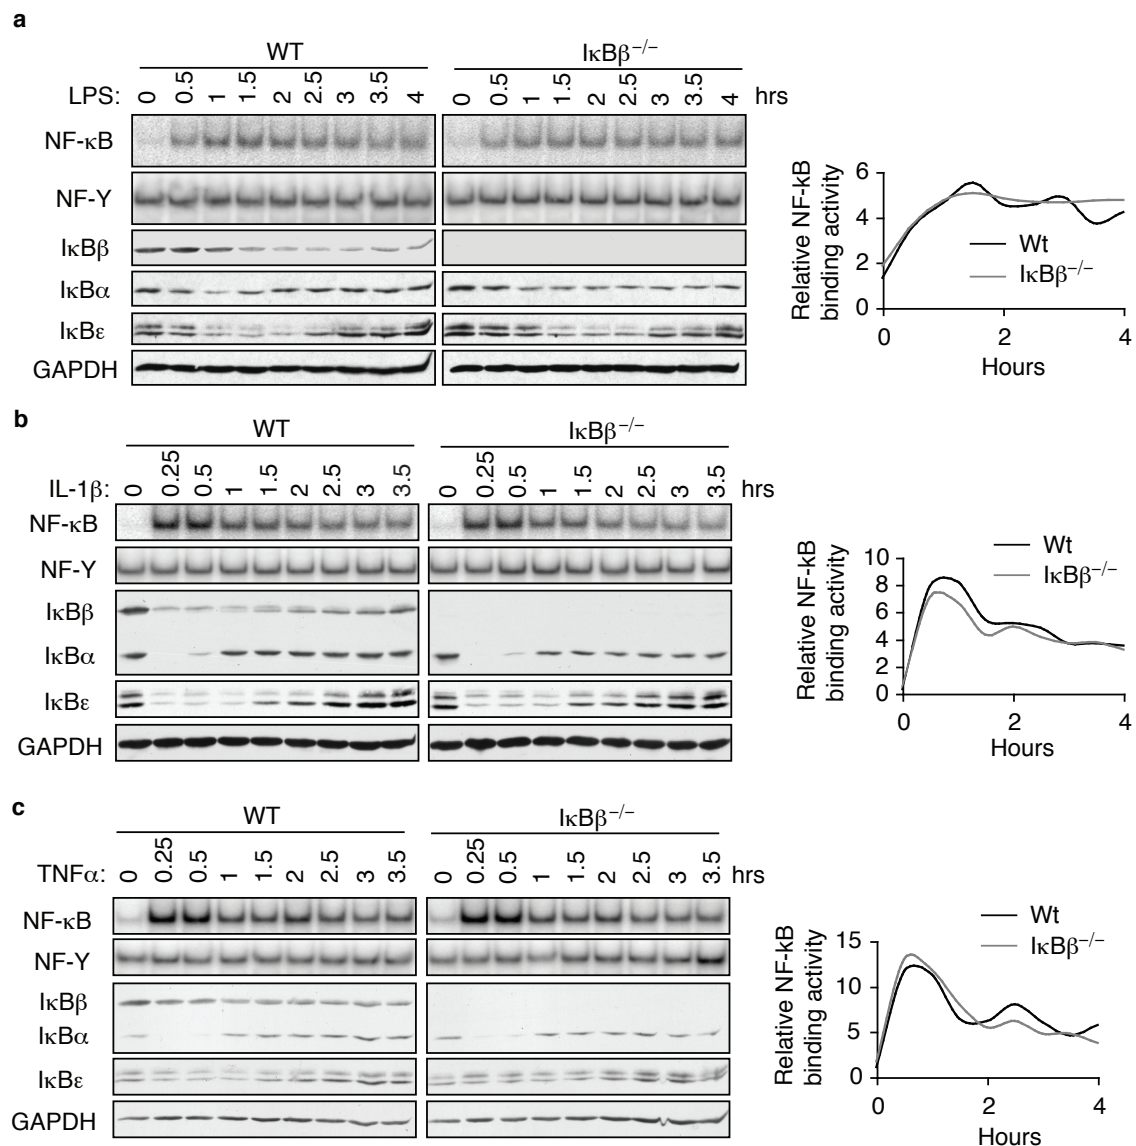 a
WT
IκBβ−/−
LPS: 0 0.5 1 1.5 2 2.5 3 3.5 4 0 0.5 1 1.5 2 2.5 3 3.5 4 hrs
NF-κB
NF-Y
IκBβ
IκBα
IκBε
GAPDH
Relative NF-kB
binding activity
6
4
2
0
Wt
IκBβ−/−
0 2 4
Hours
b
WT
IκBβ−/−
IL-1β: 0 0.25 0.5 1 1.5 2 2.5 3 3.5 0 0.25 0.5 1 1.5 2 2.5 3 3.5 hrs
NF-κB
NF-Y
IκBβ
IκBα
IκBε
GAPDH
Relative NF-kB
binding activity
10
8
6
4
2
0
Wt
IκBβ−/−
0 2 4
Hours
c
WT
IκBβ−/−
TNFα: 0 0.25 0.5 1 1.5 2 2.5 3 3.5 0 0.25 0.5 1 1.5 2 2.5 3 3.5 hrs
NF-κB
NF-Y
IκBβ
IκBα
IκBε
GAPDH
Relative NF-kB
binding activity
15
10
5
0
Wt
IκBβ−/−
0 2 4
Hours